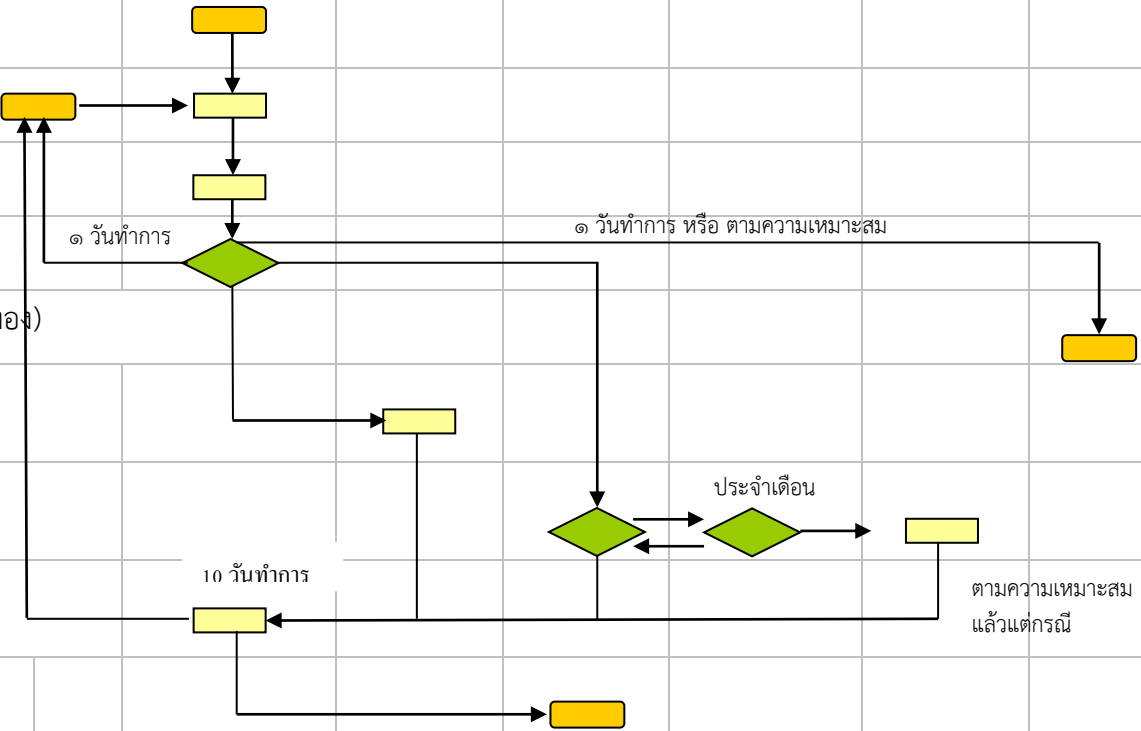 ๑ วันทำการ หรือ ตามความเหมาะสม
๑ วันทำการ
ประจำเดือน
10 วันทำการ
ตามความเหมาะสม
แล้วแต่กรณี